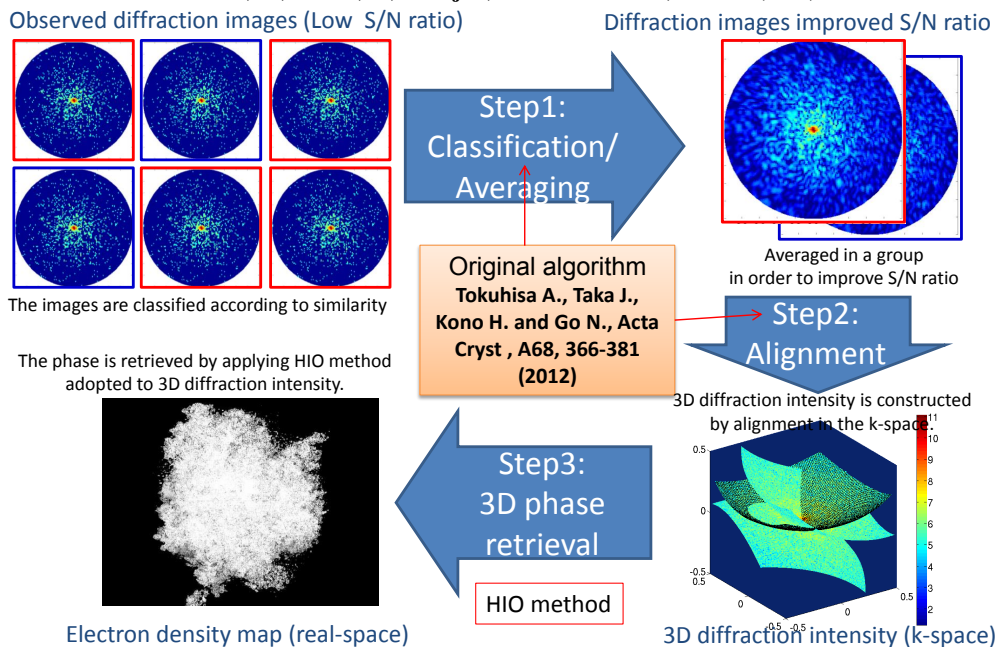 Observed diffraction images (Low S/N ratio)
Diffraction images improved S/N ratio
Step1:
Classification/
Averaging
The images are classified according to similarity
Averaged in a group
in order to improve S/N ratio
Original algorithm
Tokuhisa A., Taka J.,
Kono H. and Go N., Acta
Cryst , A68, 366-381
(2012)
Step2:
Alignment
The phase is retrieved by applying HIO method
adopted to 3D diffraction intensity.
3D diffraction intensity is constructed
by alignment in the k-space.
Step3:
3D phase
retrieval
HIO method
0.5
0
-0.5
0.5
0
-0.5
0
0.5
11
10
9
8
7
6
5
4
3
2
Electron density map (real-space)
3D diffraction intensity (k-space)